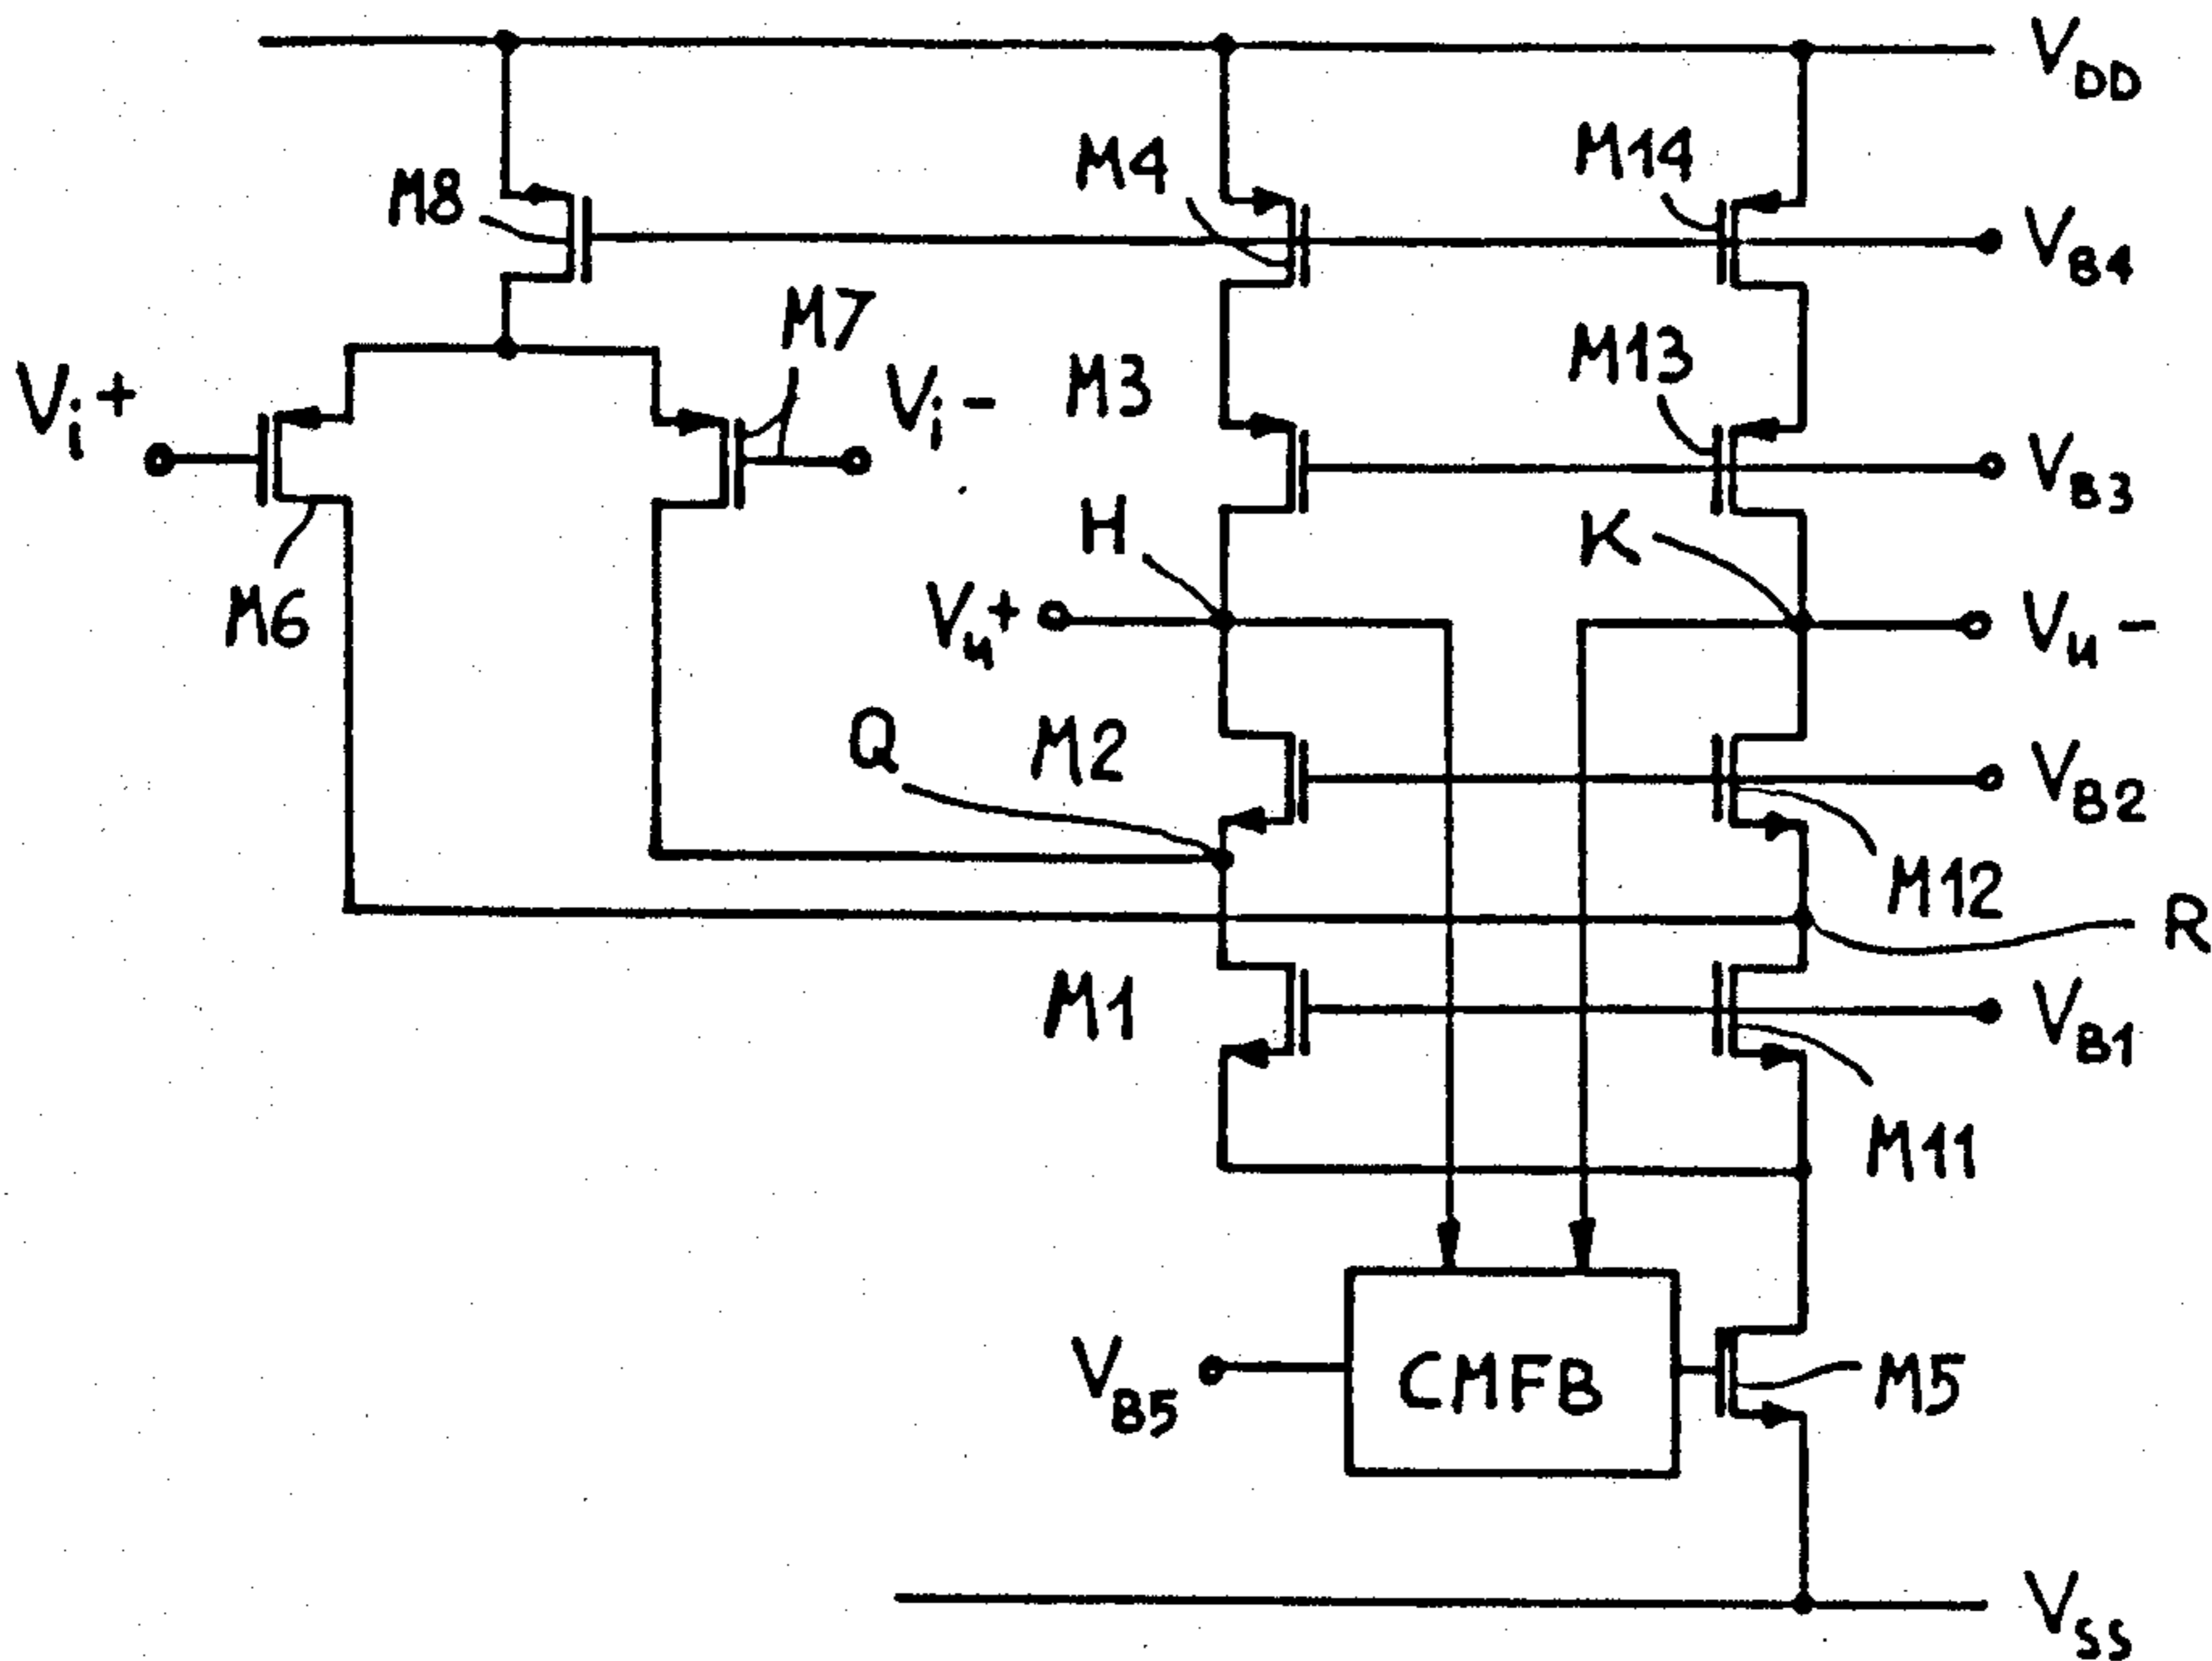 VDD
M4
M14
M8
VB4
M7
M13
Vi+
Vi-
M3
VB3
H
K
M6
Vu+
Vu-
Q
M2
VB2
M12
R
M1
VB1
M11
VB5
CMFB
M5
VSS